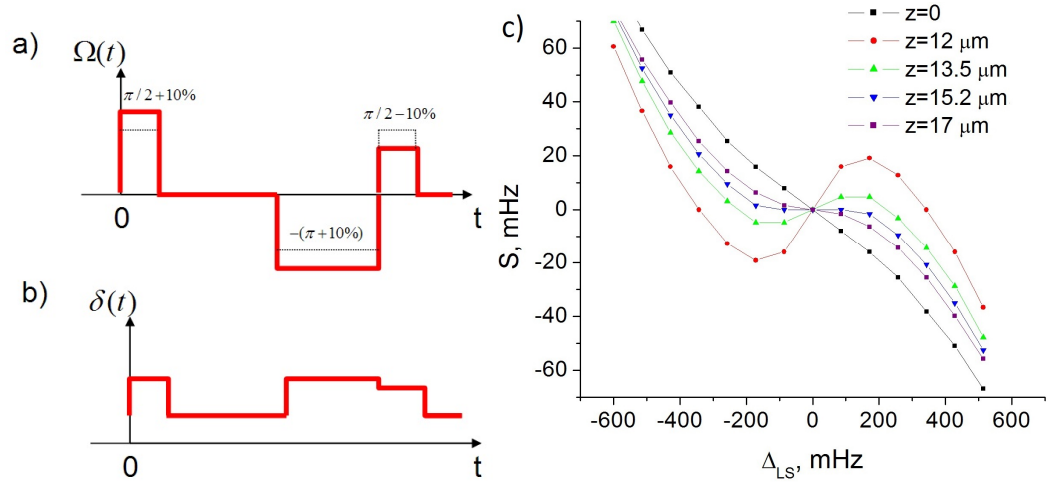 a)
Ω(t)
π/2+10%
π/2−10%
−(π+10%)
0
t
b)
δ(t)
0
t
c)
z=0
z=12 μm
z=13.5 μm
z=15.2 μm
z=17 μm
S, mHz
60
40
20
0
-20
-40
-60
-600 -400 -200 0 200 400 600
Δ_LS, mHz